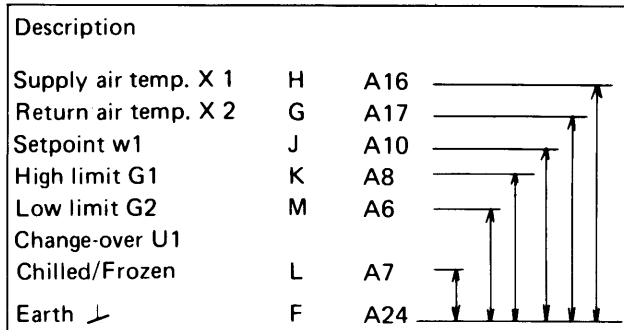 Description
Supply air temp. X 1 H A16
Return air temp. X 2 G A17
Setpoint w1 J A10
High limit G1 K A8
Low limit G2 M A6
Change-over U1
Chilled/Frozen L A7
Earth ⊥ F A24